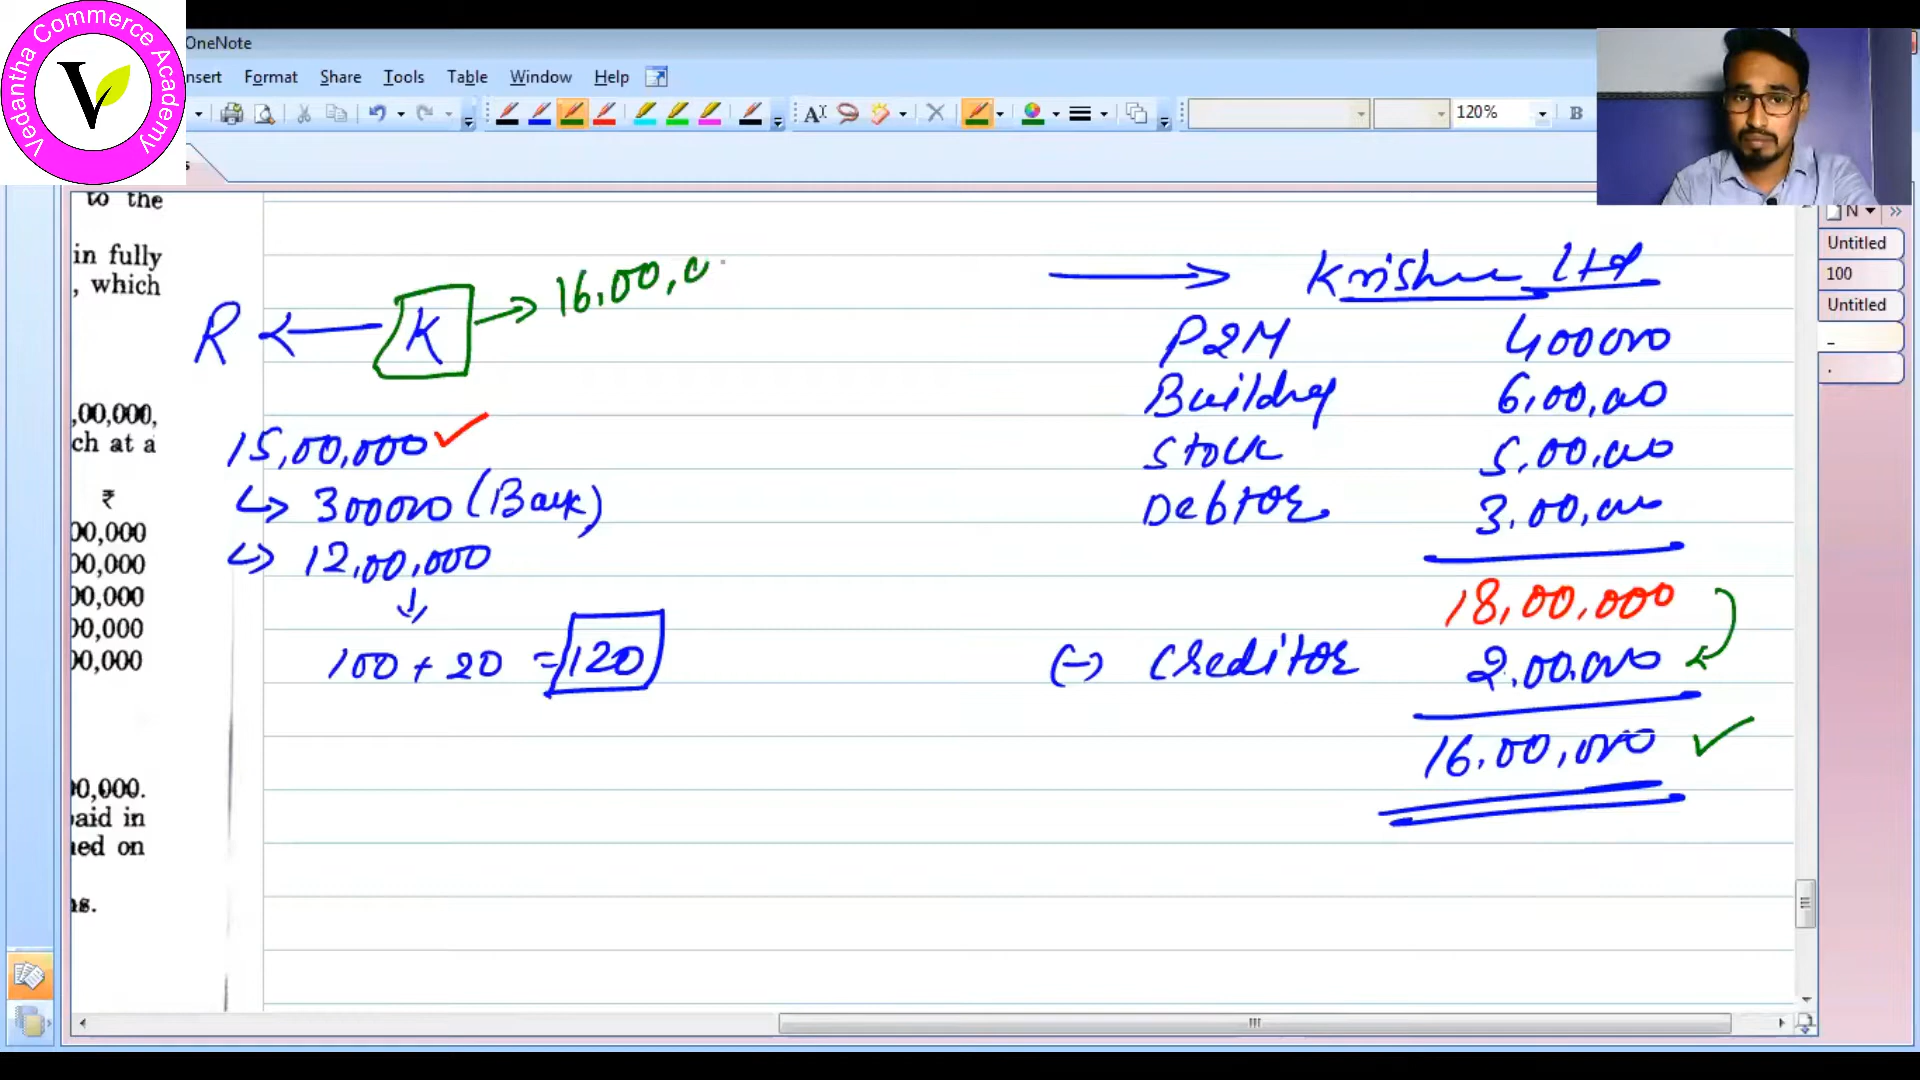 Vedantha Commerce Academy
V
OneNote
nsert Format Share Tools Table Window Help
120% B
to the
in fully
, which
,00,000,
ch at a
₹
00,000
00,000
00,000
00,000
00,000
00,000.
paid in
ued on
ns.
R K 16,00,0
15,00,000
300000 (Bank)
12,00,000
100 + 20 = 120
Krishna Ltd
P&M 400000
Building 6,00,000
Stock 5,00,000
Debtors 3,00,000
18,00,000
(-) Creditors 2,00,000
16,00,000
N
Untitled
100
Untitled
_
.